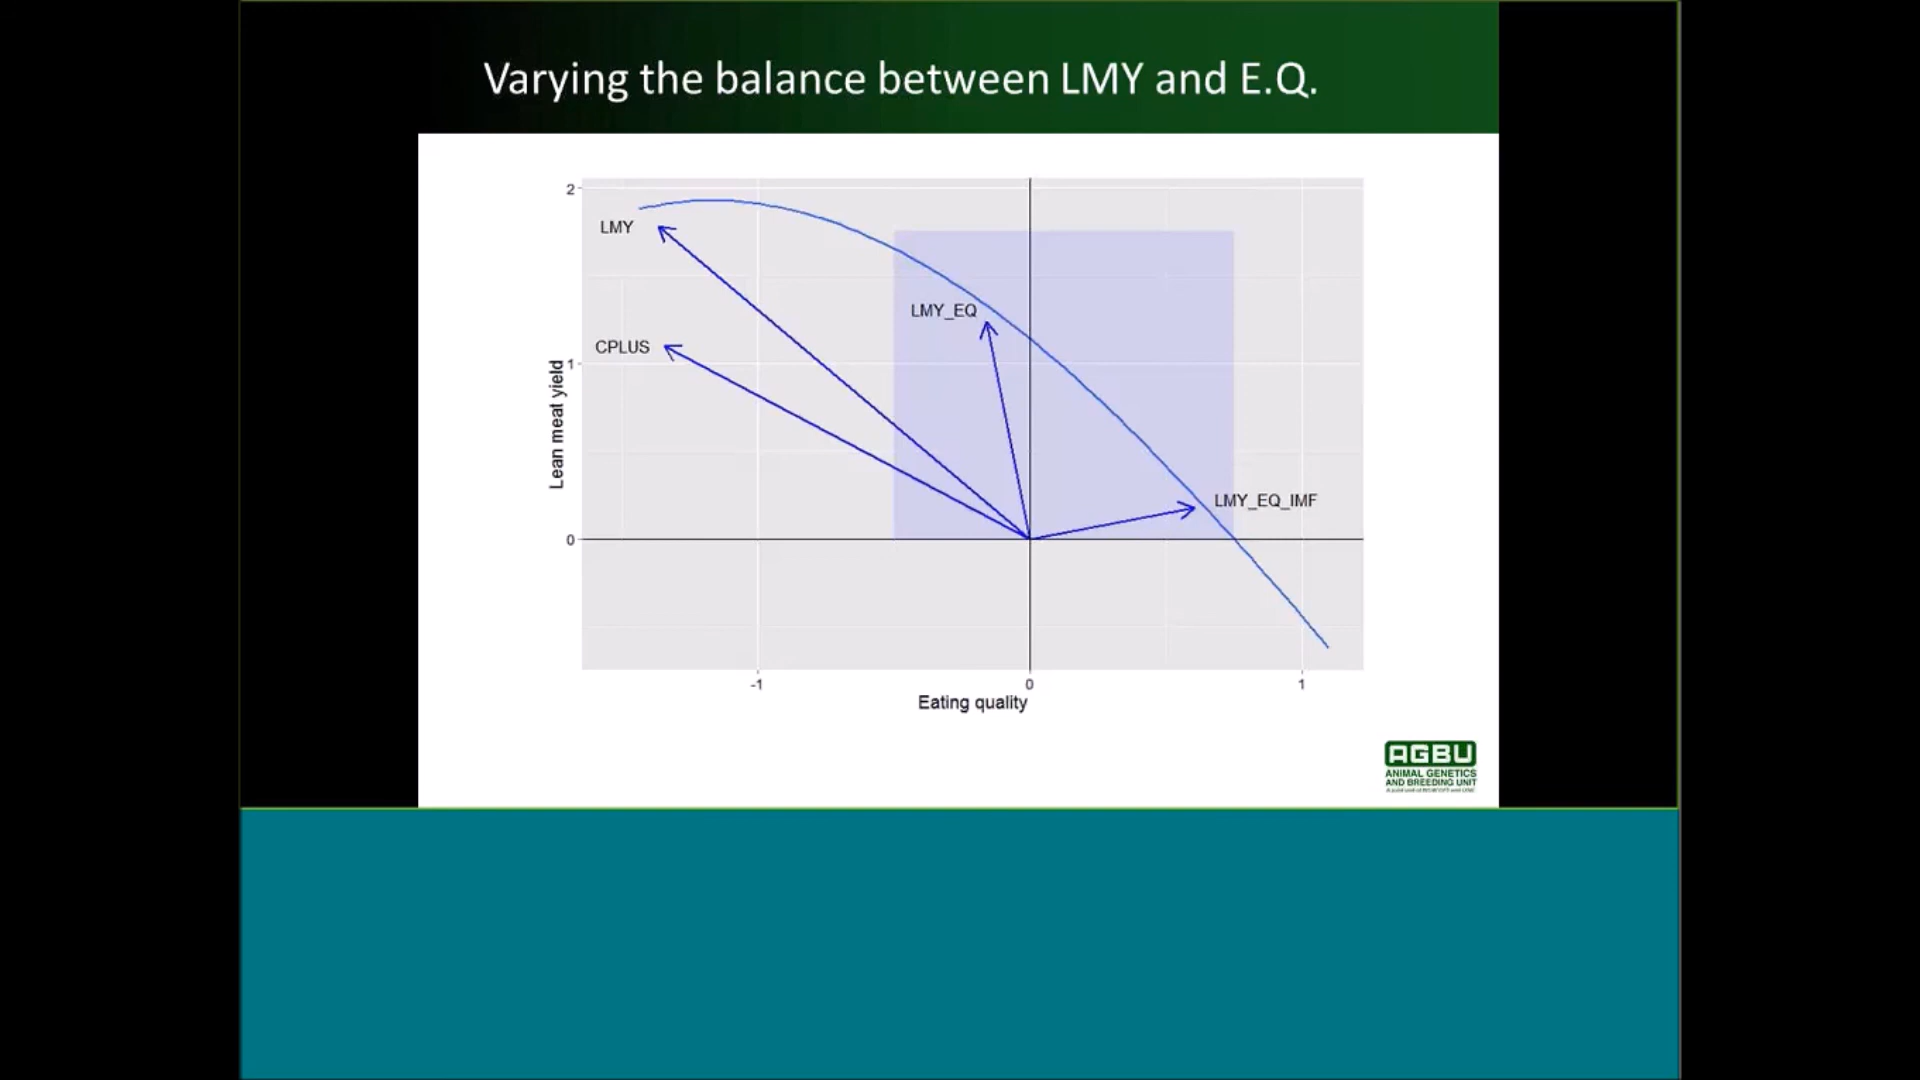 Varying the balance between LMY and E.Q.
2
LMY
LMY_EQ
CPLUS
1
Lean meat yield
LMY_EQ_IMF
0
-1
0
1
Eating quality
AGBU
ANIMAL GENETICS
AND BREEDING UNIT